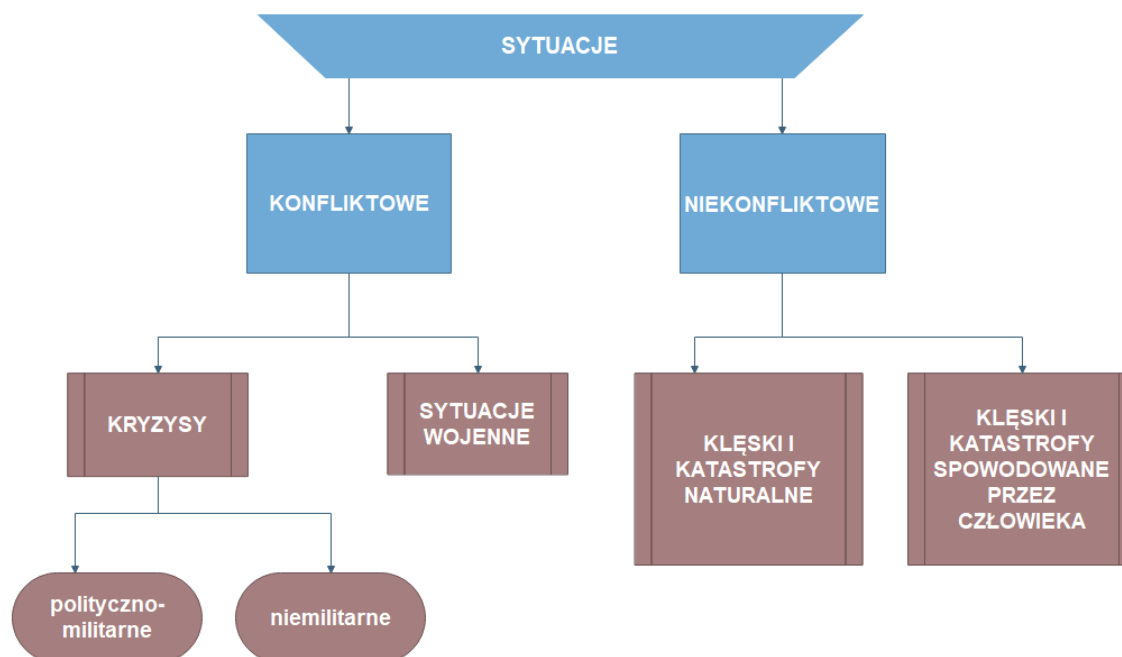 SYTUACJE
KONFLIKTOWE
NIEKONFLIKTOWE
KRYZYSY
SYTUACJE
WOJENNE
KLĘSKI I
KATASTROFY
NATURALNE
KLĘSKI I
KATASTROFY
SPOWODOWANE
PRZEZ
CZŁOWIEKA
polityczno-
militarne
niemilitarne